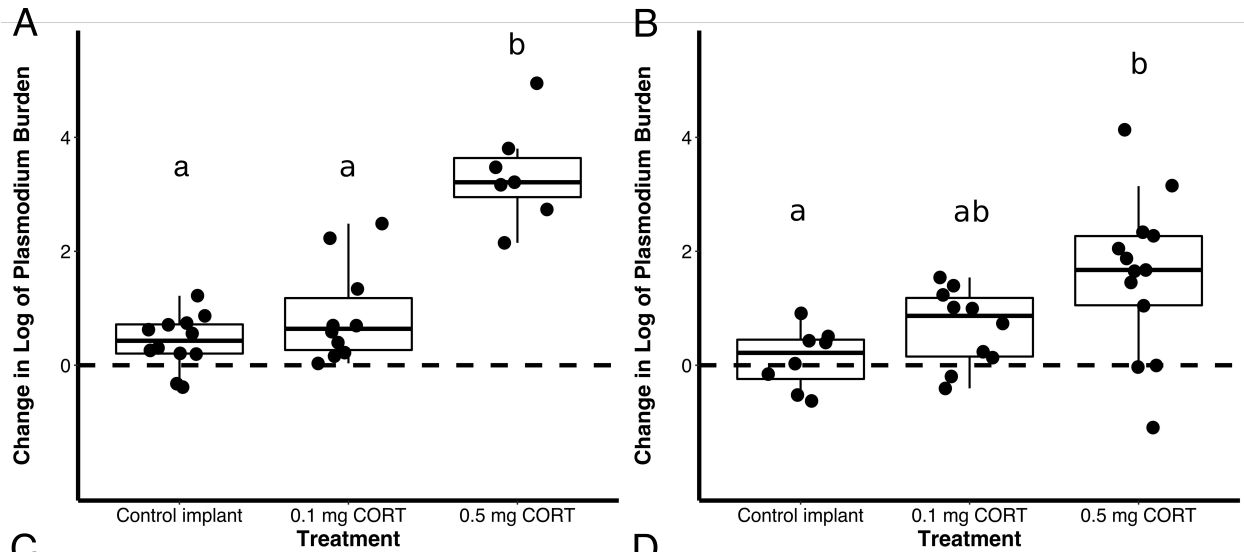 A
Change in Log of Plasmodium Burden
4
2
0
a
a
b
Control implant
0.1 mg CORT
0.5 mg CORT
Treatment
B
Change in Log of Plasmodium Burden
4
2
0
a
ab
b
Control implant
0.1 mg CORT
0.5 mg CORT
Treatment
C
D